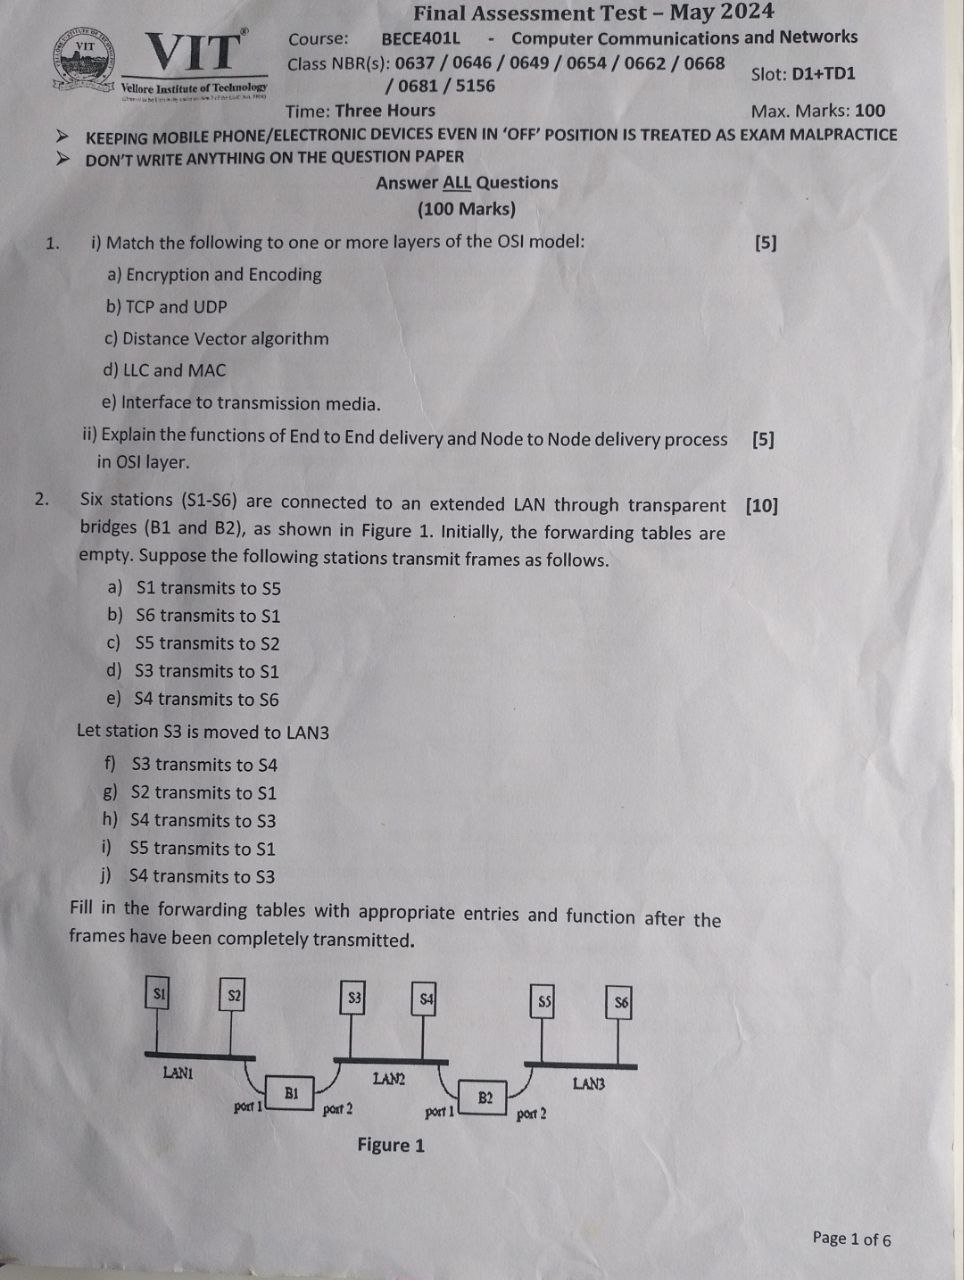 Final Assessment Test – May 2024
VIT
VIT®
Vellore Institute of Technology
Course: BECE401L - Computer Communications and Networks
Class NBR(s): 0637 / 0646 / 0649 / 0654 / 0662 / 0668
/ 0681 / 5156
Slot: D1+TD1
Time: Three Hours
Max. Marks: 100
➢ KEEPING MOBILE PHONE/ELECTRONIC DEVICES EVEN IN ‘OFF’ POSITION IS TREATED AS EXAM MALPRACTICE
➢ DON’T WRITE ANYTHING ON THE QUESTION PAPER
Answer ALL Questions
(100 Marks)
1. i) Match the following to one or more layers of the OSI model: [5]
a) Encryption and Encoding
b) TCP and UDP
c) Distance Vector algorithm
d) LLC and MAC
e) Interface to transmission media.
ii) Explain the functions of End to End delivery and Node to Node delivery process [5]
in OSI layer.
2. Six stations (S1-S6) are connected to an extended LAN through transparent [10]
bridges (B1 and B2), as shown in Figure 1. Initially, the forwarding tables are
empty. Suppose the following stations transmit frames as follows.
a) S1 transmits to S5
b) S6 transmits to S1
c) S5 transmits to S2
d) S3 transmits to S1
e) S4 transmits to S6
Let station S3 is moved to LAN3
f) S3 transmits to S4
g) S2 transmits to S1
h) S4 transmits to S3
i) S5 transmits to S1
j) S4 transmits to S3
Fill in the forwarding tables with appropriate entries and function after the
frames have been completely transmitted.
S1 S2 S3 S4 S5 S6
LAN1 LAN2 LAN3
B1 B2
port 1 port 2 port 1 port 2
Figure 1
Page 1 of 6